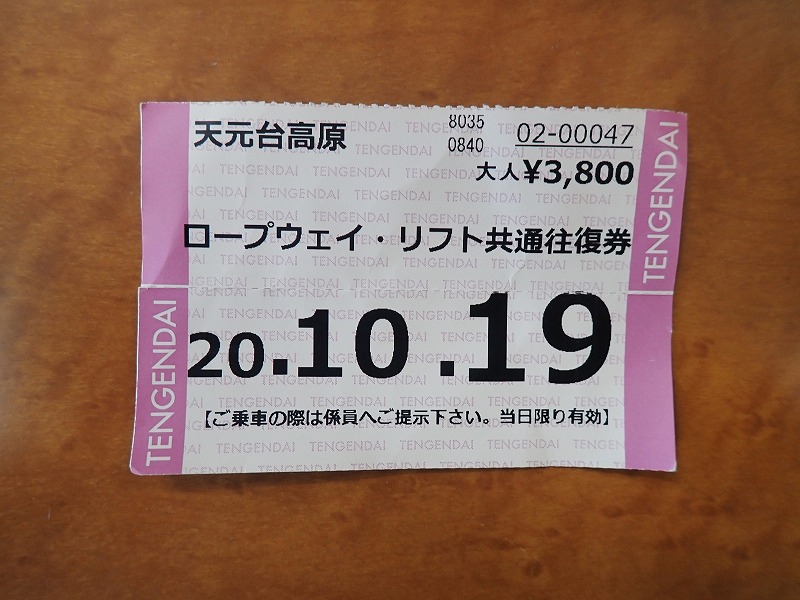 天元台高原
8035
0840
02-00047
大人 ¥3,800
ロープウェイ・リフト共通往復券
20.10.19
【ご乗車の際は係員へご提示下さい。当日限り有効】
TENGENDAI
TENGENDAI